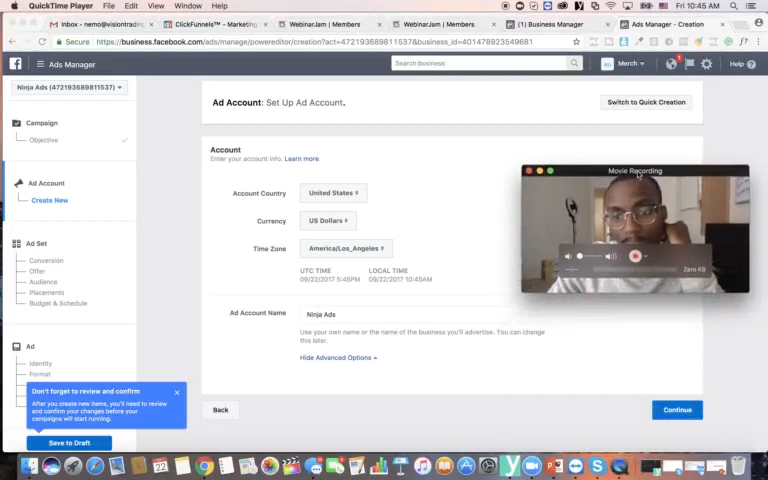 QuickTime Player File Edit View Window Help
Fri 10:45 AM
nemo@visiontrading
ClickFunnels™ - Marketing
WebinarJam | Members
WebinarJam | Members
(1) Business Manager
Ads Manager - Creation
Secure https://business.facebook.com/ads/manage/powereditor/creation?act=472193689811537&business_id=401478923549681
Ads Manager
Search business
Merch
Help
Ninja Ads (472193689811537)
Campaign
Objective
Ad Account
Create New
Ad Set
Conversion
Offer
Audience
Placements
Budget & Schedule
Ad
Identity
Format
Don't forget to review and confirm
After you create new items, you'll need to review
and confirm your changes before your
campaigns will start running.
Save to Draft
Ad Account: Set Up Ad Account.
Switch to Quick Creation
Account
Enter your account info. Learn more.
Account Country United States
Currency US Dollars
Time Zone America/Los_Angeles
UTC TIME LOCAL TIME
09/22/2017 5:45PM 09/22/2017 10:45AM
Ad Account Name Ninja Ads
Use your own name or the name of the business you'll advertise. You can change
this later.
Hide Advanced Options
Back
Continue
Movie Recording
--:--
Zero KB